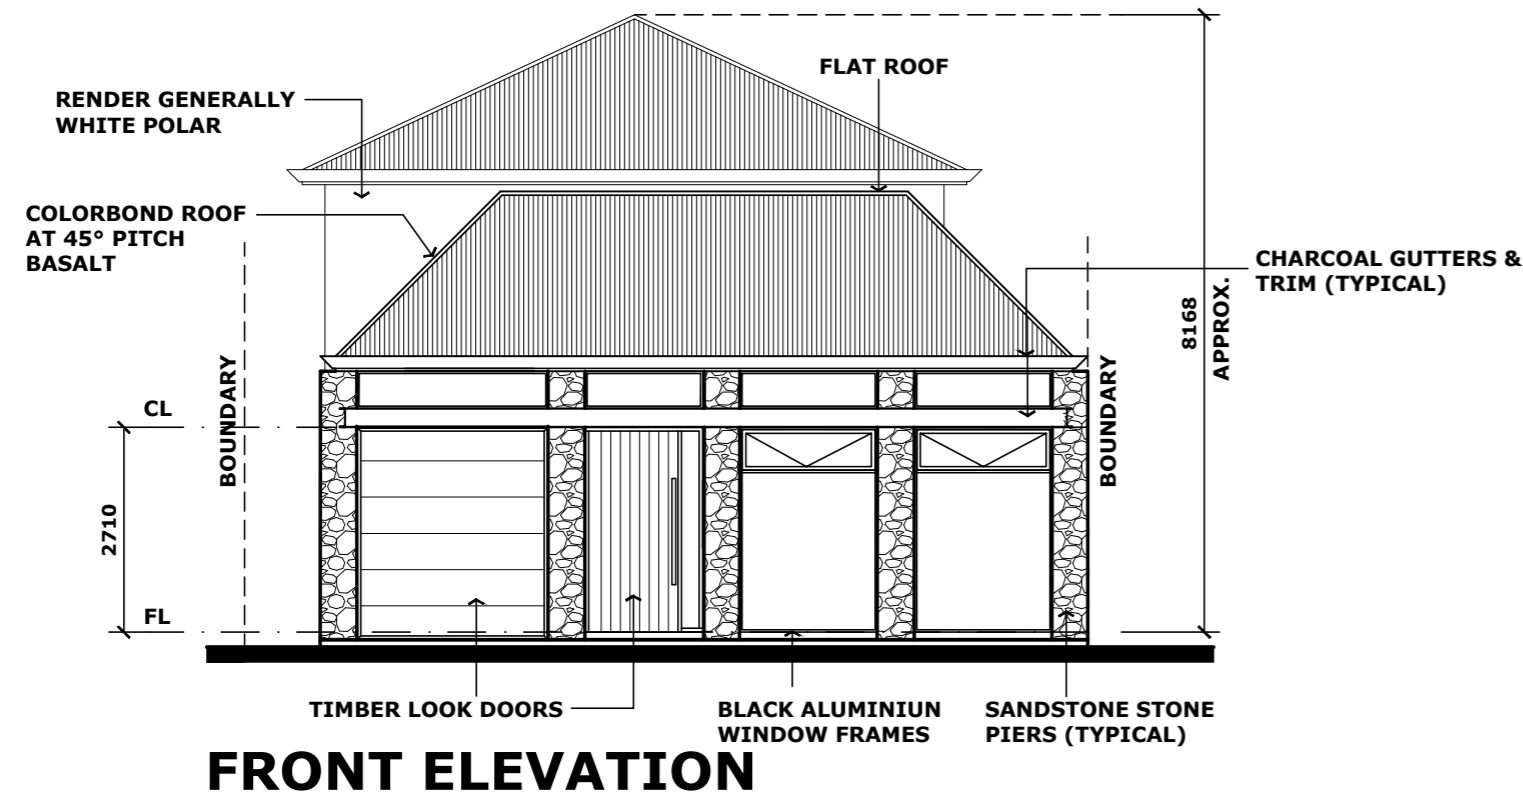 FLAT ROOF
RENDER GENERALLY
WHITE POLAR
COLORBOND ROOF
AT 45° PITCH
BASALT
CHARCOAL GUTTERS &
TRIM (TYPICAL)
8168
APPROX.
BOUNDARY
BOUNDARY
CL
2710
FL
TIMBER LOOK DOORS
BLACK ALUMINIUN
WINDOW FRAMES
SANDSTONE STONE
PIERS (TYPICAL)
FRONT ELEVATION